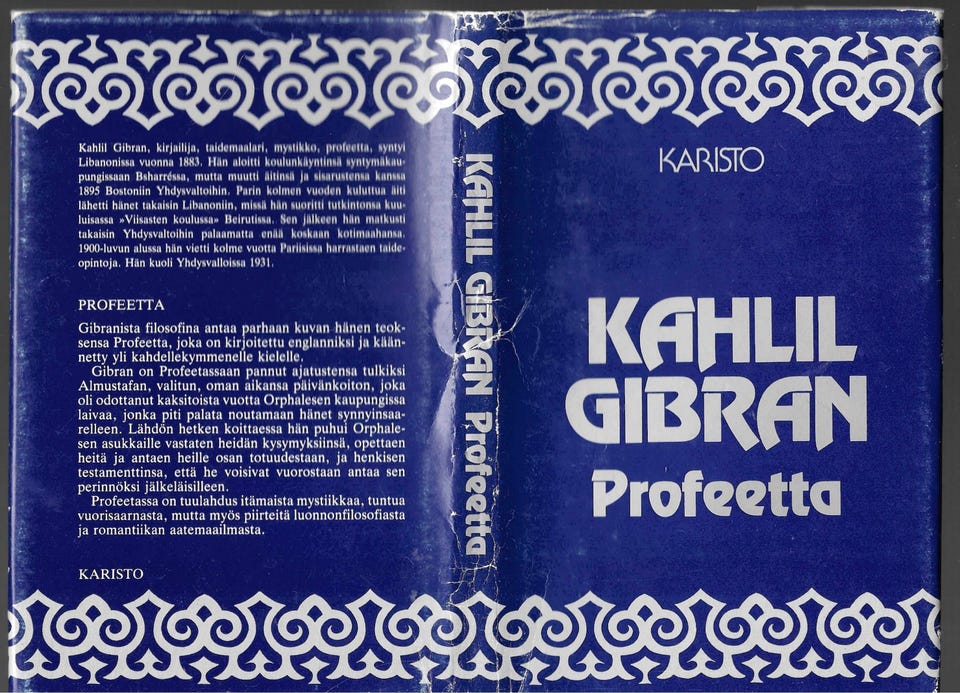 Kahlil Gibran, kirjailija, taidemaalari, mystikko, profeetta, syntyi
Libanonissa vuonna 1883. Hän aloitti koulunkäyntinsä syntymäkau-
pungissaan Bsharréssa, mutta muutti äitinsä ja sisarustensa kanssa
1895 Bostoniin Yhdysvaltoihin. Parin kolmen vuoden kuluttua äiti
lähetti hänet takaisin Libanoniin, missä hän suoritti tutkintonsa kuu-
luisassa »Viisasten koulussa» Beirutissa. Sen jälkeen hän matkusti
takaisin Yhdysvaltoihin palaamatta enää koskaan kotimaahansa.
1900-luvun alussa hän vietti kolme vuotta Pariisissa harrastaen taide-
opintoja. Hän kuoli Yhdysvalloissa 1931.
PROFEETTA
Gibranista filosofina antaa parhaan kuvan hänen teok-
sensa Profeetta, joka on kirjoitettu englanniksi ja kään-
netty yli kahdellekymmenelle kielelle.
Gibran on Profeetassaan pannut ajatustensa tulkiksi
Almustafan, valitun, oman aikansa päivänkoiton, joka
oli odottanut kaksitoista vuotta Orphalesen kaupungissa
laivaa, jonka piti palata noutamaan hänet synnyinsaa-
relleen. Lähdön hetken koittaessa hän puhui Orphale-
sen asukkaille vastaten heidän kysymyksiinsä, opettaen
heitä ja antaen heille osan totuudestaan, ja henkisen
testamenttinsa, että he voisivat vuorostaan antaa sen
perinnöksi jälkeläisilleen.
Profeetassa on tuulahdus itämaista mystiikkaa, tuntua
vuorisaarnasta, mutta myös piirteitä luonnonfilosofiasta
ja romantiikan aatemaailmasta.
KARISTO
KAHLIL GIBRAN Profeetta
KARISTO
KAHLIL
GIBRAN
Profeetta